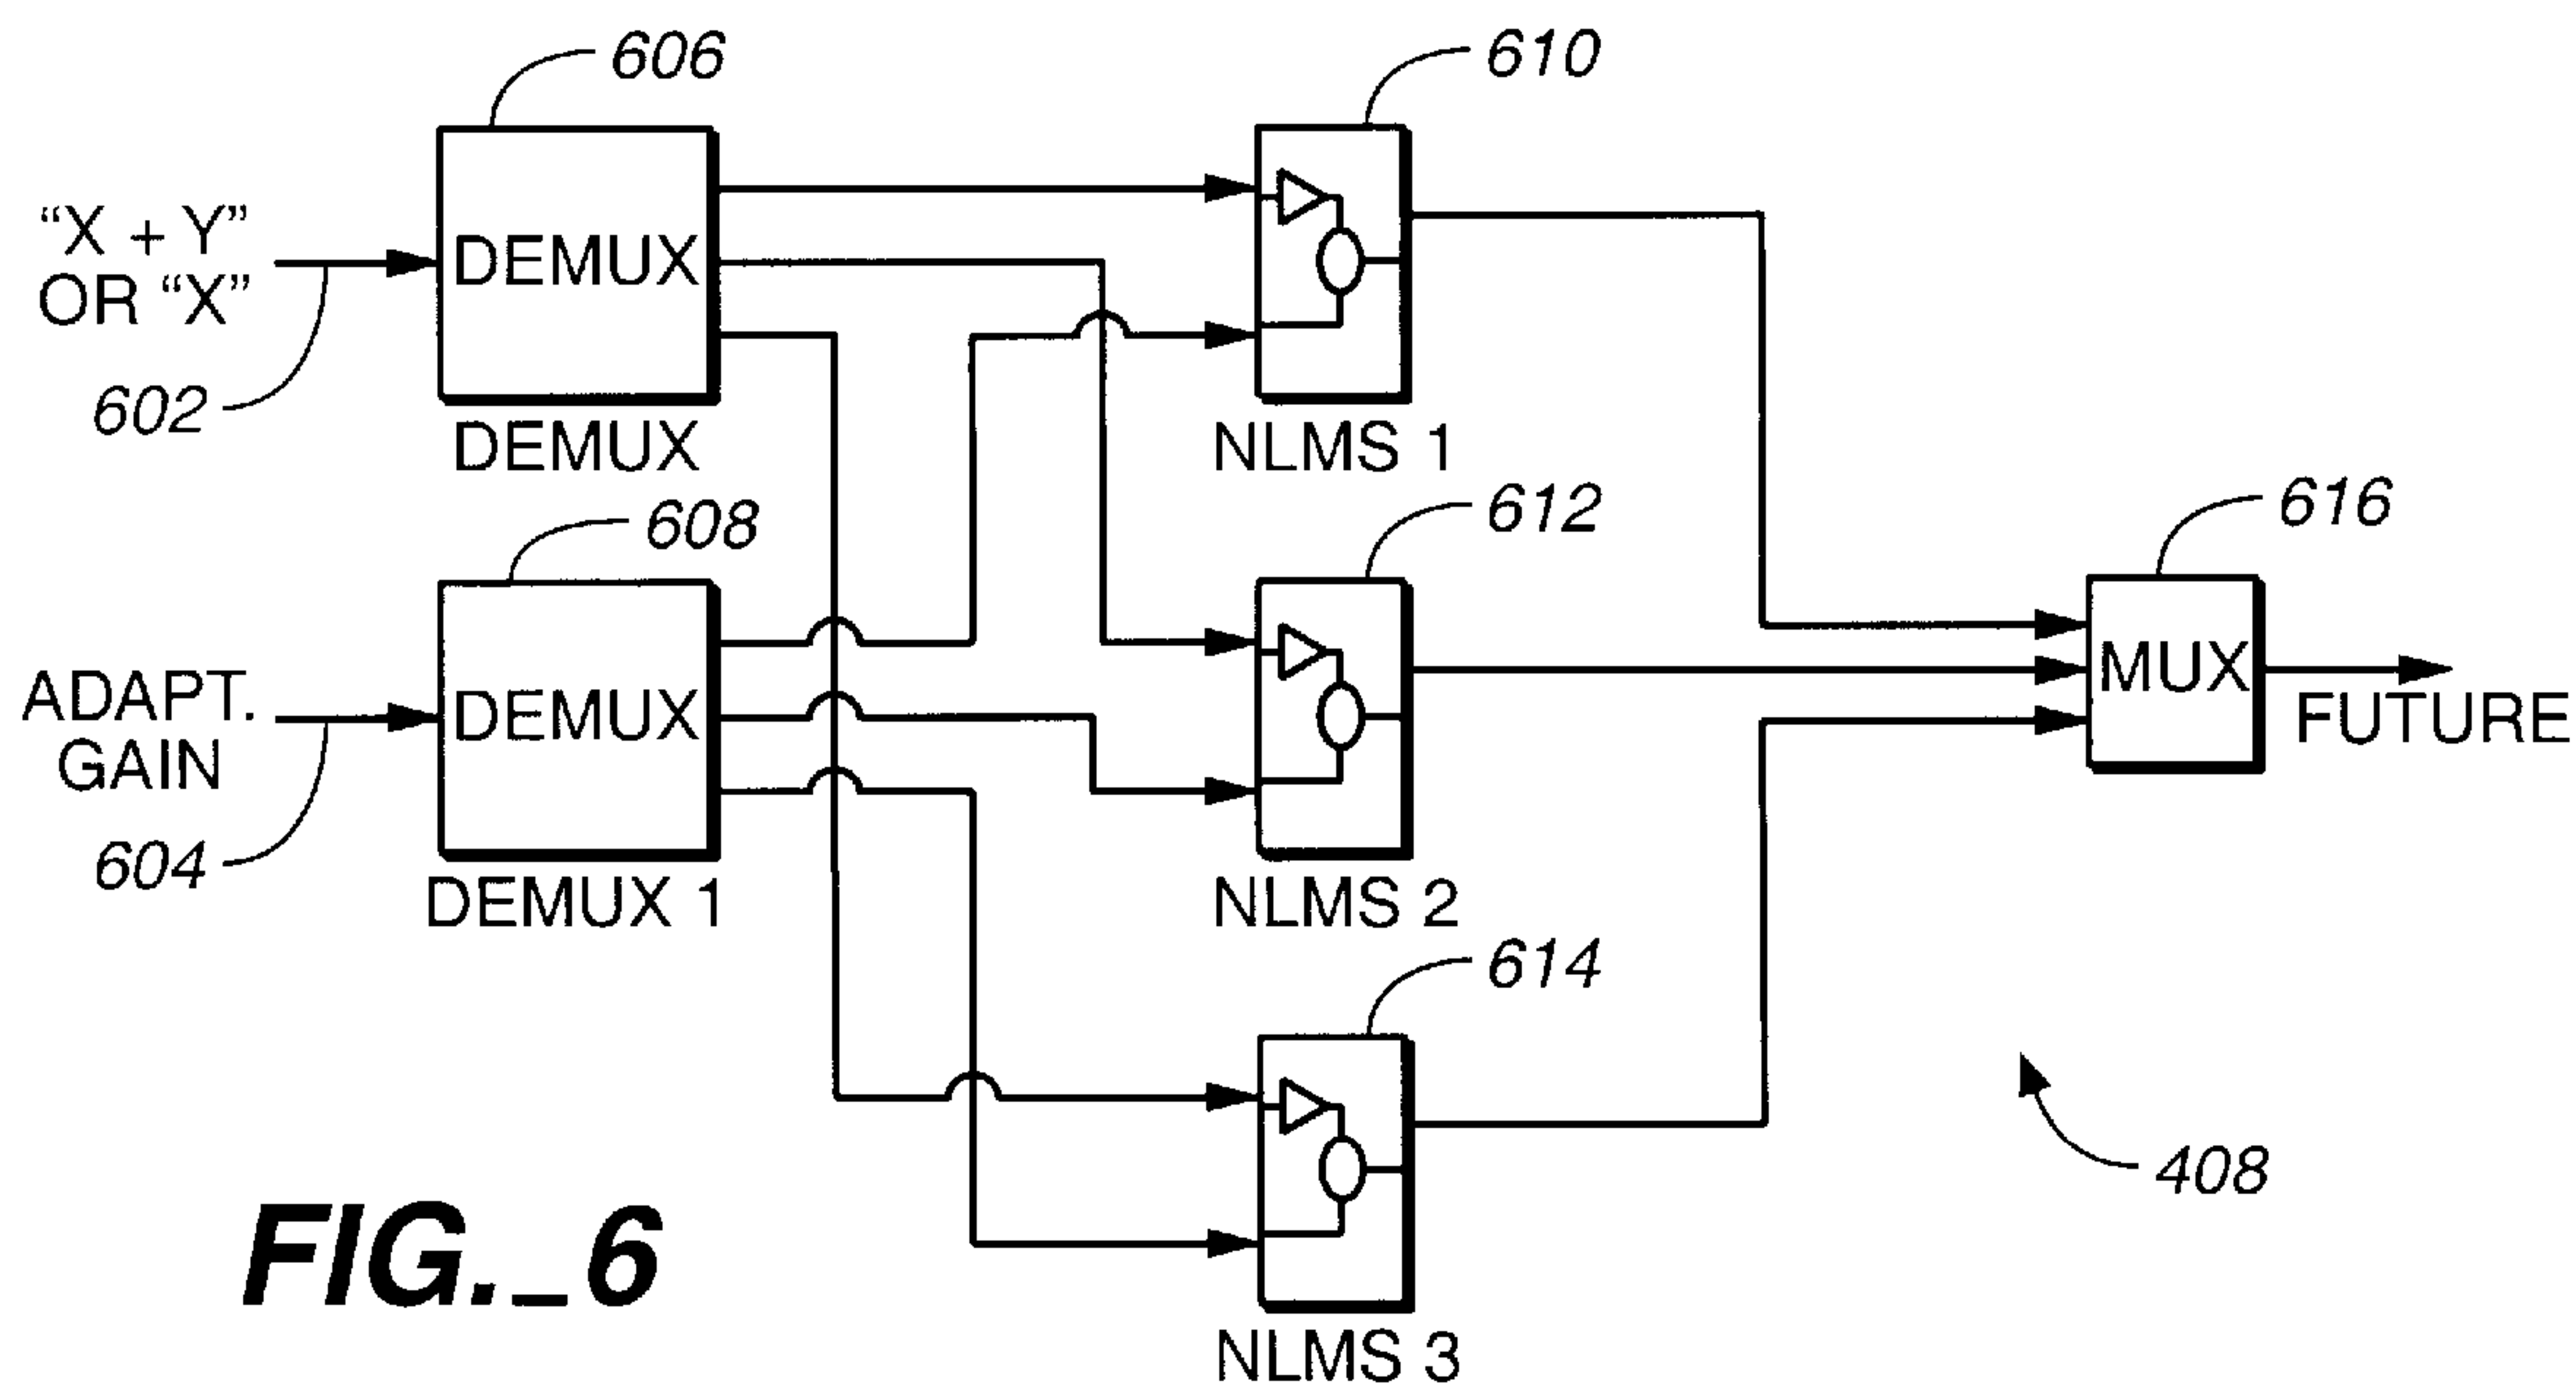 606
610
“X + Y”
OR “X”
DEMUX
602
DEMUX
NLMS 1
608
612
616
ADAPT.
GAIN
DEMUX
MUX
FUTURE
604
DEMUX 1
NLMS 2
614
408
FIG._6
NLMS 3